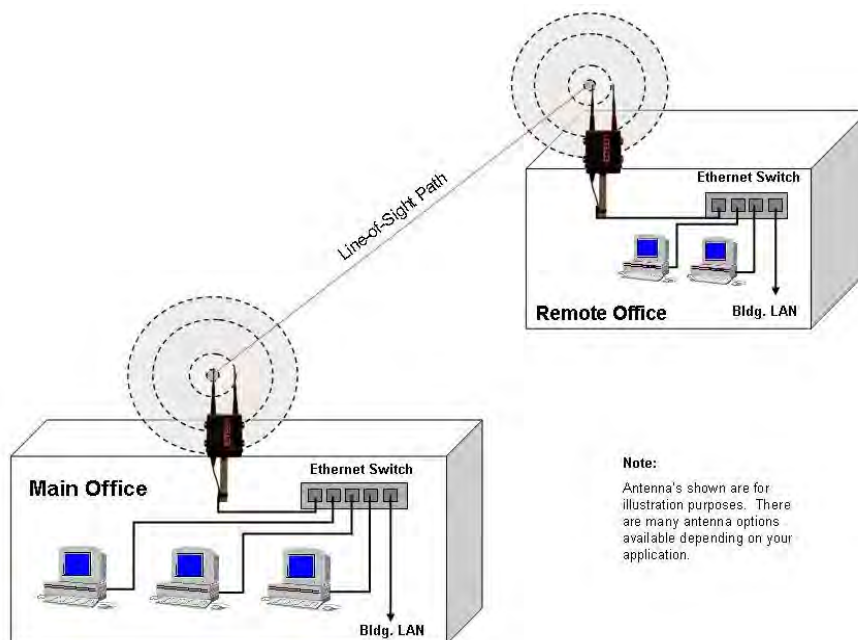 Line-of-Sight Path
Ethernet Switch
Remote Office
Bldg. LAN
Main Office
Ethernet Switch
Bldg. LAN
Note:
Antenna's shown are for
illustration purposes. There
are many antenna options
available depending on your
application.